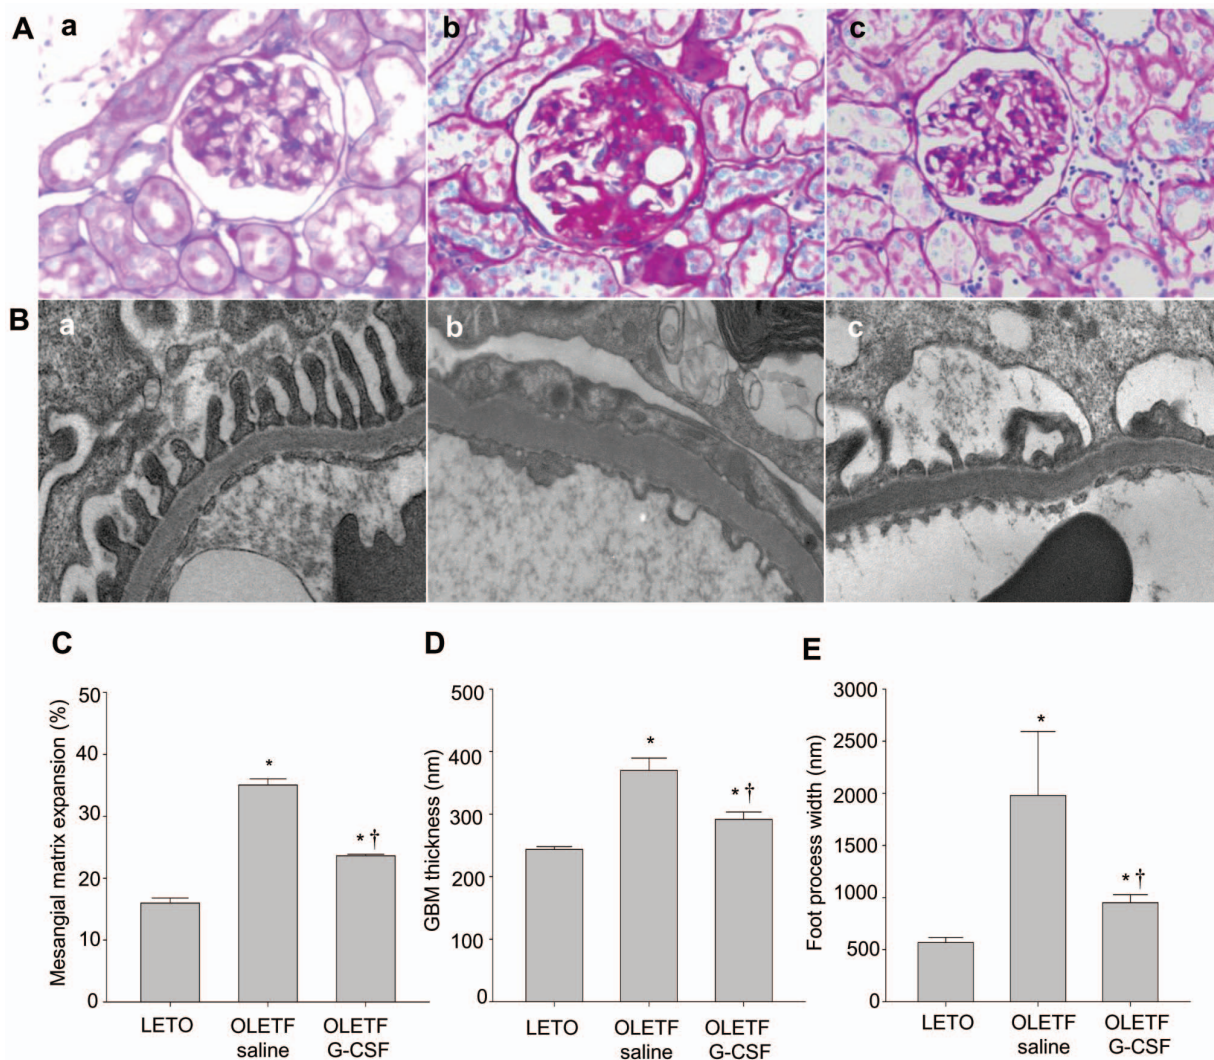 A a b c
B a b c
C
Mesangial matrix expansion (%)
50
40
30
20
10
0
*
* †
LETO OLETF OLETF
saline G-CSF
D
GBM thickness (nm)
500
400
300
200
100
0
*
* †
LETO OLETF OLETF
saline G-CSF
E
Foot process width (nm)
3000
2500
2000
1500
1000
500
0
*
* †
LETO OLETF OLETF
saline G-CSF